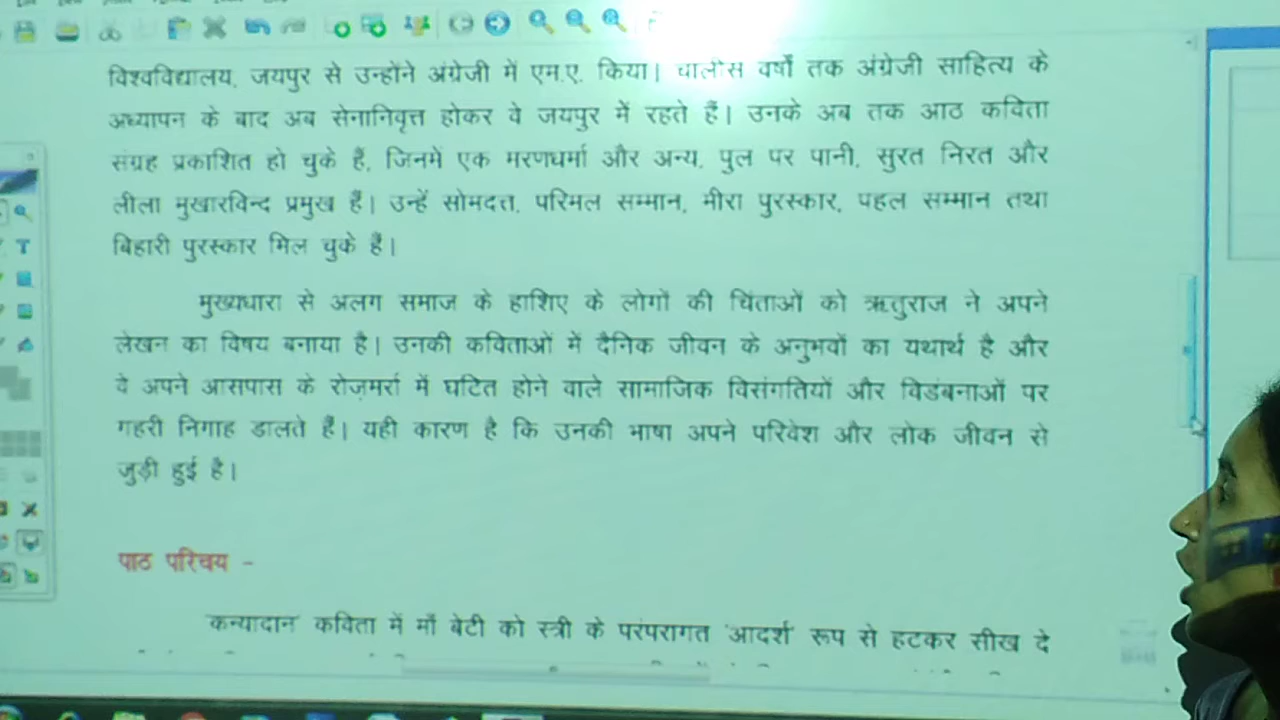 विश्वविद्यालय, जयपुर से उन्होंने अंग्रेजी में एम.ए. किया। चालीस वर्षों तक अंग्रेजी साहित्य के
अध्यापन के बाद अब सेनानिवृत्त होकर वे जयपुर में रहते हैं। उनके अब तक आठ कविता
संग्रह प्रकाशित हो चुके हैं, जिनमें एक मरणधर्मा और अन्य, पुल पर पानी, सुरत निरत और
लीला मुखारविन्द प्रमुख हैं। उन्हें सोमदत्त, परिमल सम्मान, मीरा पुरस्कार, पहल सम्मान तथा
बिहारी पुरस्कार मिल चुके हैं।
मुख्यधारा से अलग समाज के हाशिए के लोगों की चिंताओं को ऋतुराज ने अपने
लेखन का विषय बनाया है। उनकी कविताओं में दैनिक जीवन के अनुभवों का यथार्थ है और
वे अपने आसपास के रोज़मर्रा में घटित होने वाले सामाजिक विसंगतियों और विडंबनाओं पर
गहरी निगाह डालते हैं। यही कारण है कि उनकी भाषा अपने परिवेश और लोक जीवन से
जुड़ी हुई है।
पाठ परिचय -
'कन्यादान' कविता में माँ बेटी को स्त्री के परंपरागत 'आदर्श' रूप से हटकर सीख दे